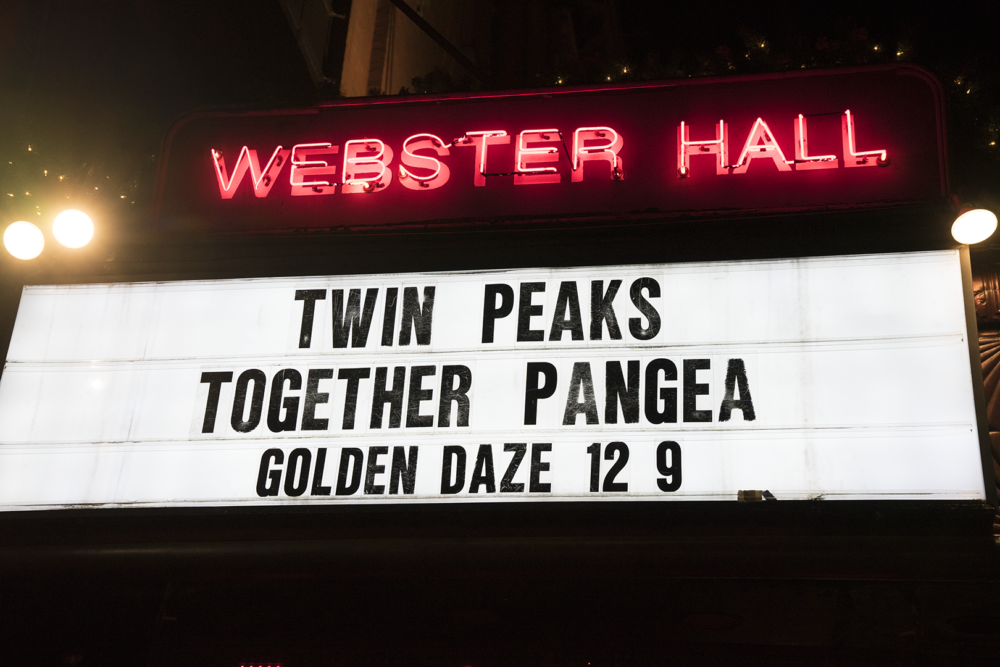 WEBSTER HALL
TWIN PEAKS
TOGETHER PANGEA
GOLDEN DAZE 12 9